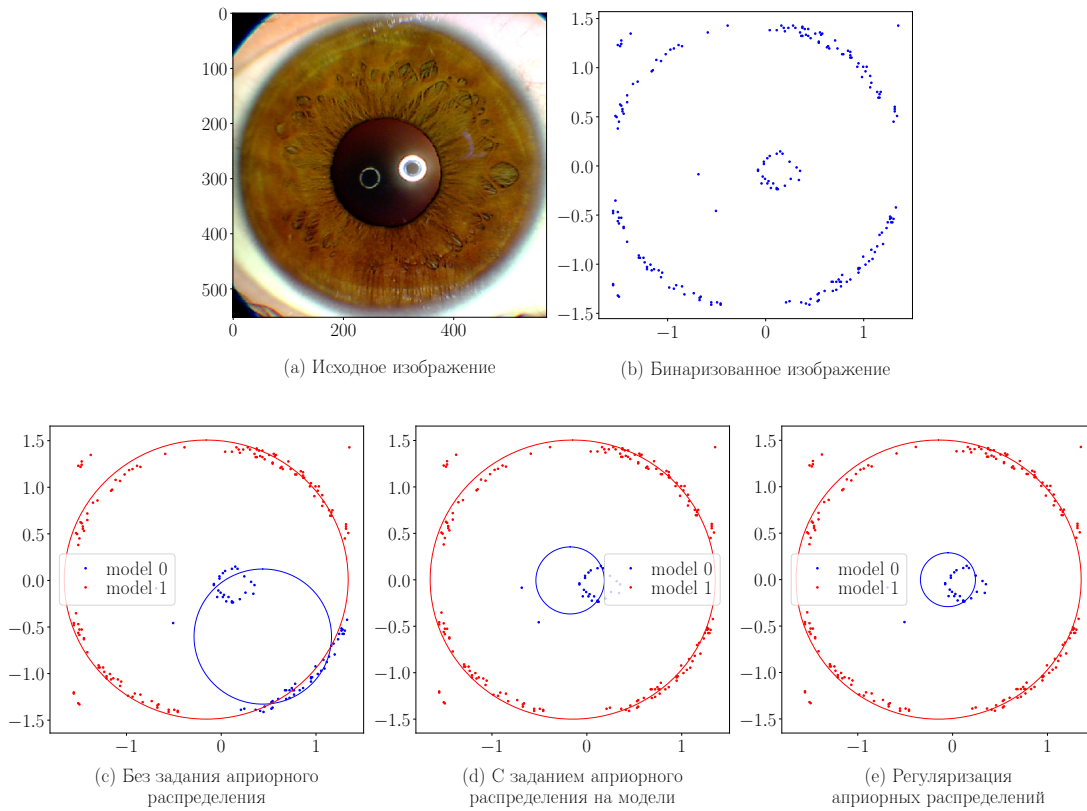 0
100
200
300
400
500
0 200 400
(a) Исходное изображение
1.5
1.0
0.5
0.0
−0.5
−1.0
−1.5
−1 0 1
(b) Бинаризованное изображение
1.5
1.0
0.5
0.0
−0.5
−1.0
−1.5
model 0
model 1
−1 0 1
(c) Без задания априорного
распределения
1.5
1.0
0.5
0.0
−0.5
−1.0
−1.5
model 0
model 1
−1 0 1
(d) С заданием априорного
распределения на модели
1.5
1.0
0.5
0.0
−0.5
−1.0
−1.5
model 0
model 1
−1 0 1
(e) Регуляризация
априорных распределений